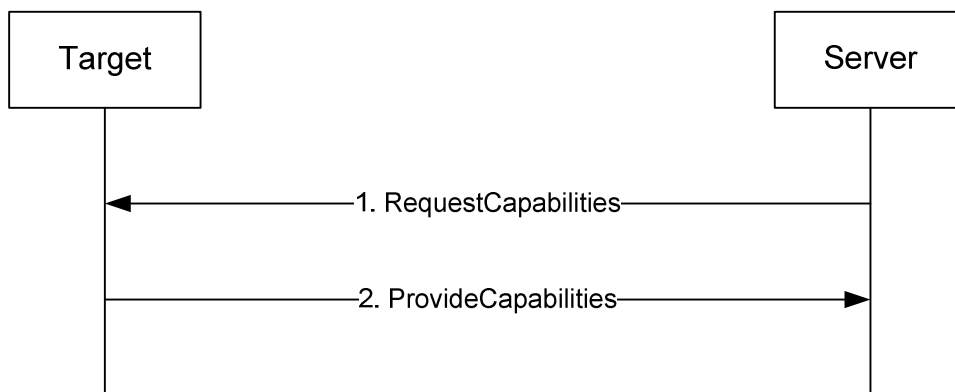 Target
Server
1. RequestCapabilities
2. ProvideCapabilities